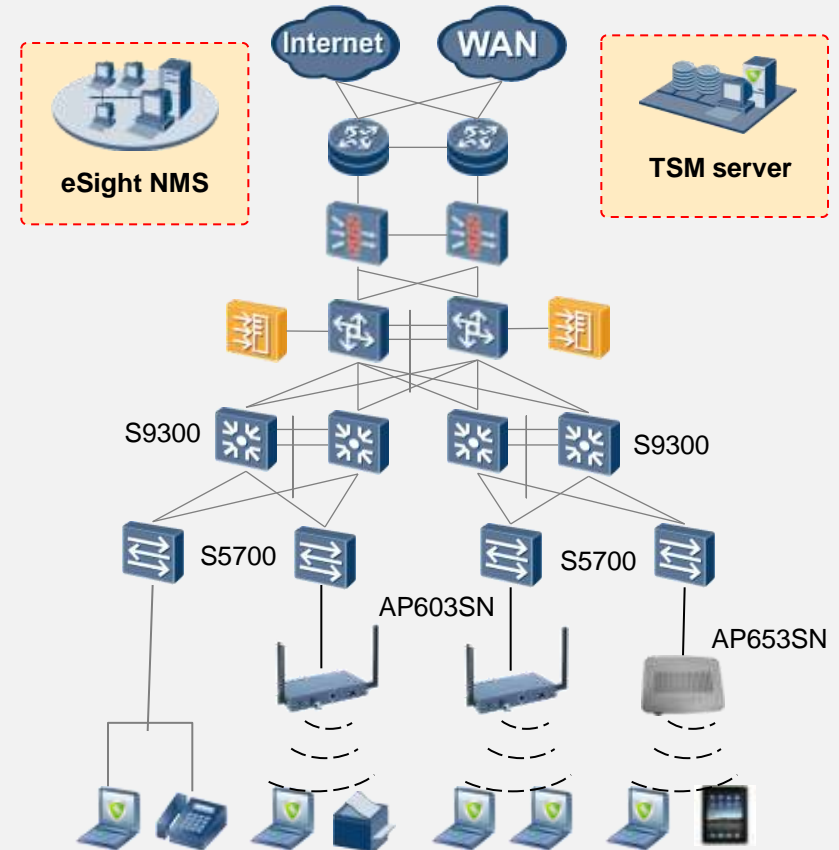 Internet
WAN
eSight NMS
TSM server
S9300
S9300
S5700
S5700
AP603SN
AP653SN